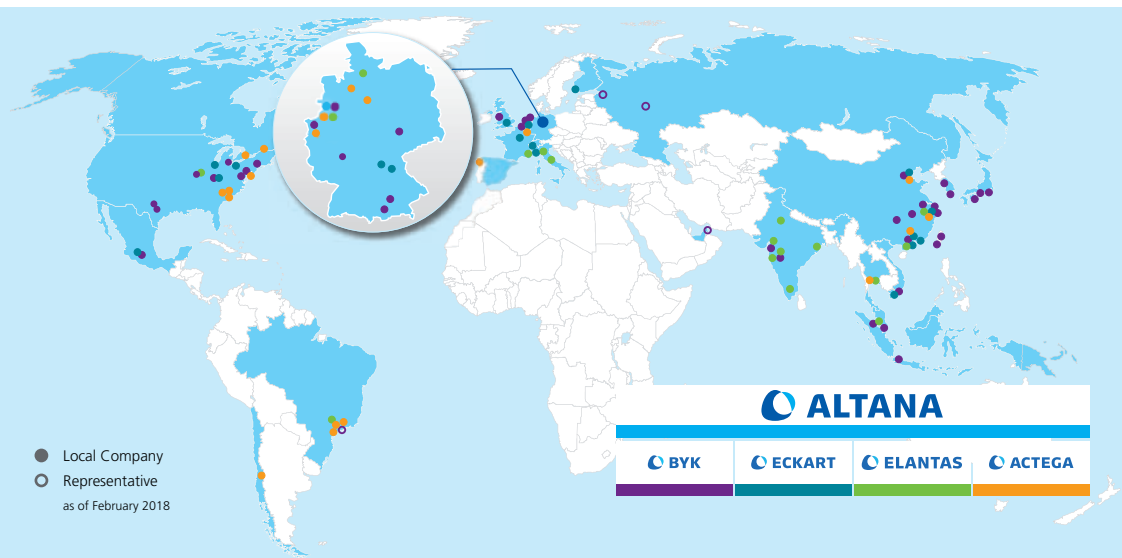 Local Company
Representative
as of February 2018
ALTANA
BYK
ECKART
ELANTAS
ACTEGA